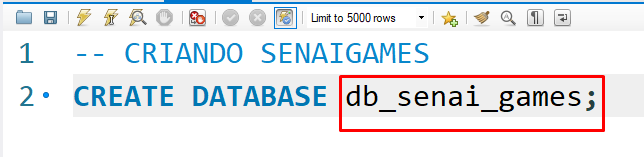 Limit to 5000 rows
1 -- CRIANDO SENAIGAMES
2 CREATE DATABASE db_senai_games;